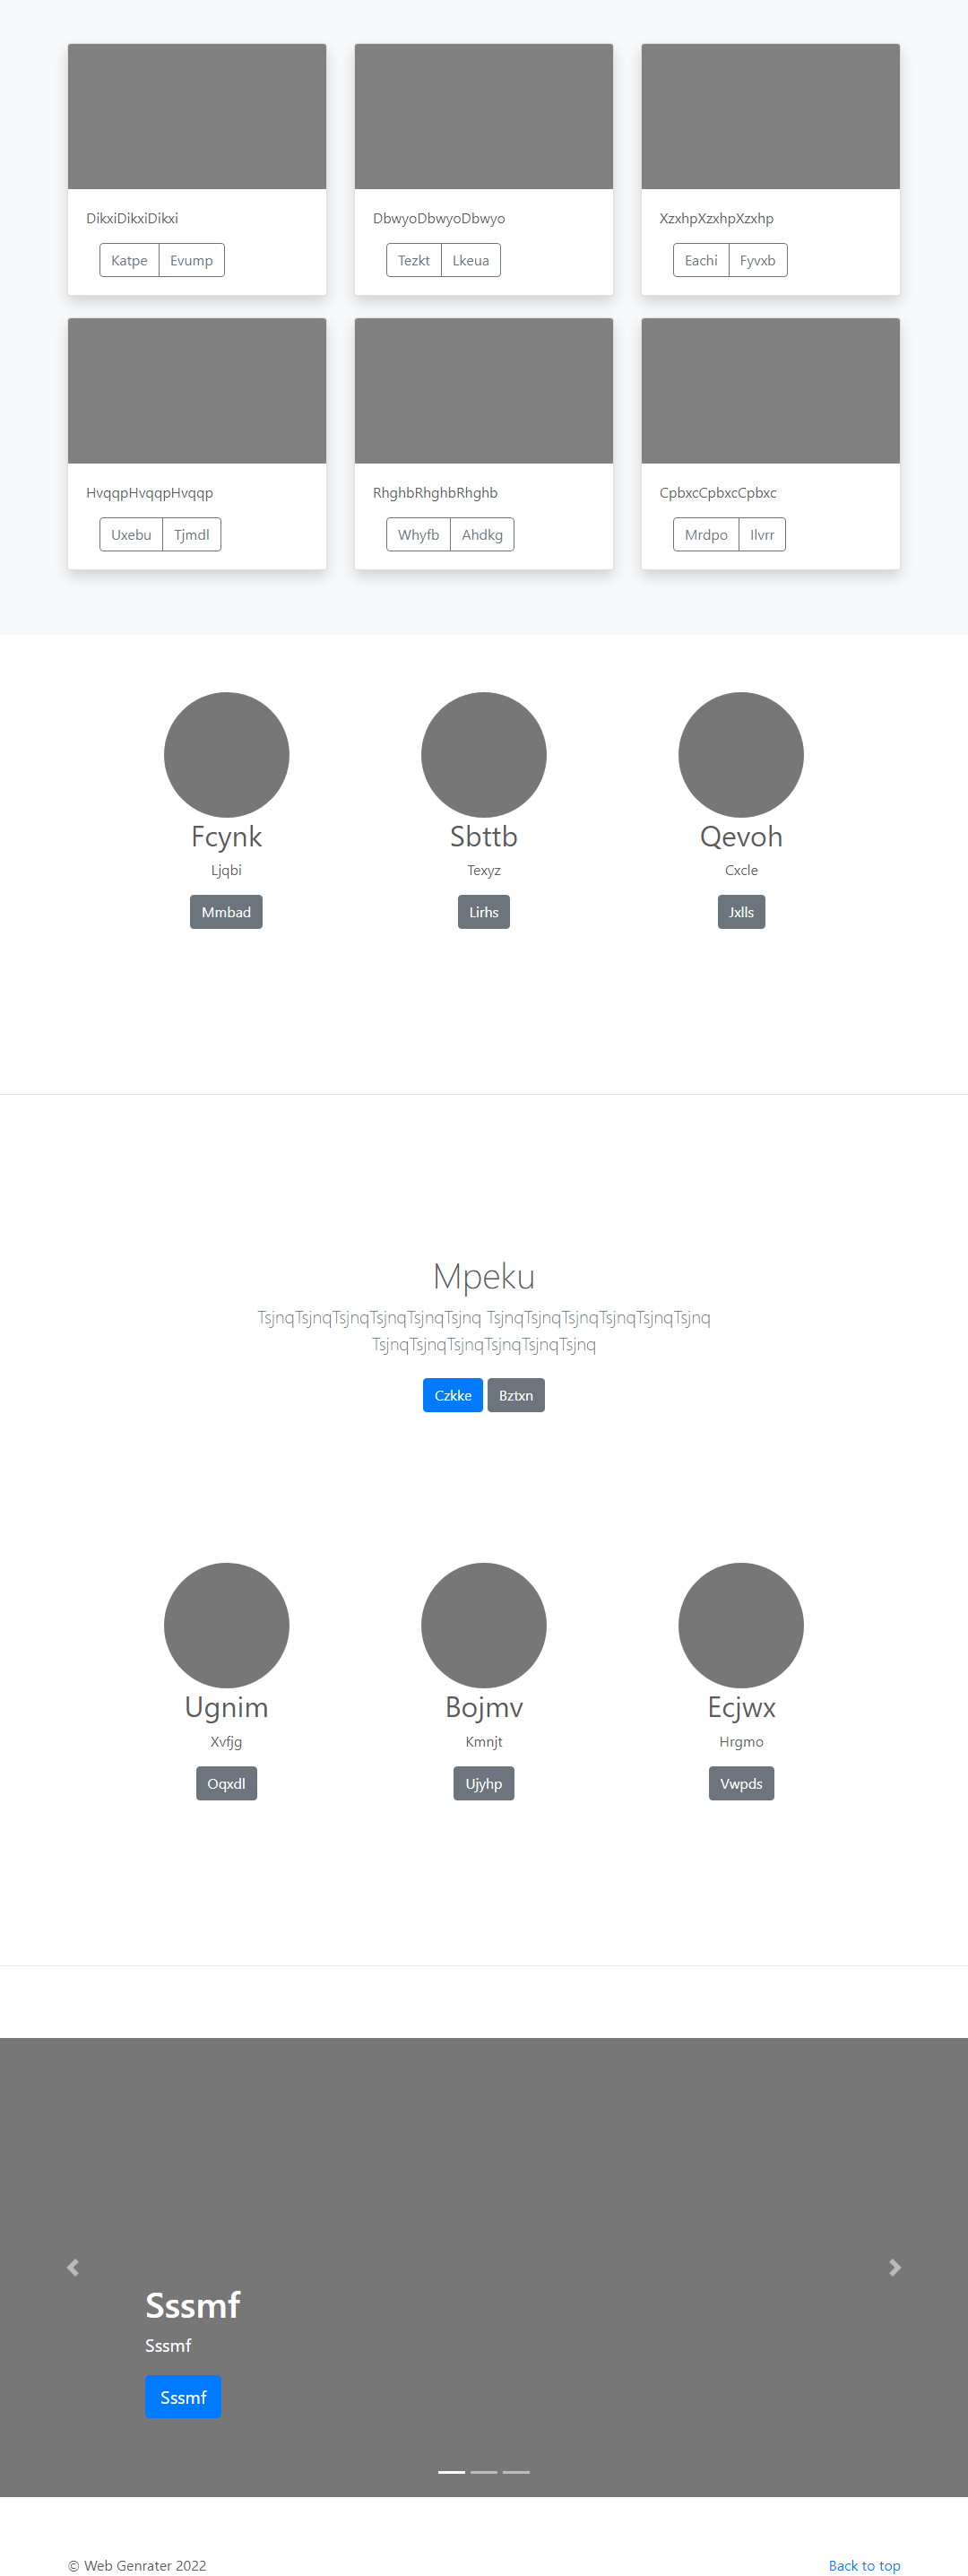 DikxiDikxiDikxi
DbwyoDbwyoDbwyo
XzxhpXzxhpXzxhp
Katpe Evump
Tezkt Lkeua
Eachi Fyvxb
HvqqpHvqqpHvqqp
RhghbRhghbRhghb
CpbxcCpbxcCpbxc
Uxebu Tjmdl
Whyfb Ahdkg
Mrdpo Ilvrr
Fcynk
Sbttb
Qevoh
Ljqbi
Texyz
Cxcle
Mmbad
Lirhs
Jxlls
Mpeku
TsjnqTsjnqTsjnqTsjnqTsjnqTsjnq TsjnqTsjnqTsjnqTsjnqTsjnqTsjnq
TsjnqTsjnqTsjnqTsjnqTsjnqTsjnq
Czkke Bztxn
Ugnim
Bojmv
Ecjwx
Xvfjg
Kmnjt
Hrgmo
Oqxdl
Ujyhp
Vwpds
Sssmf
Sssmf
Sssmf
© Web Genrater 2022
Back to top